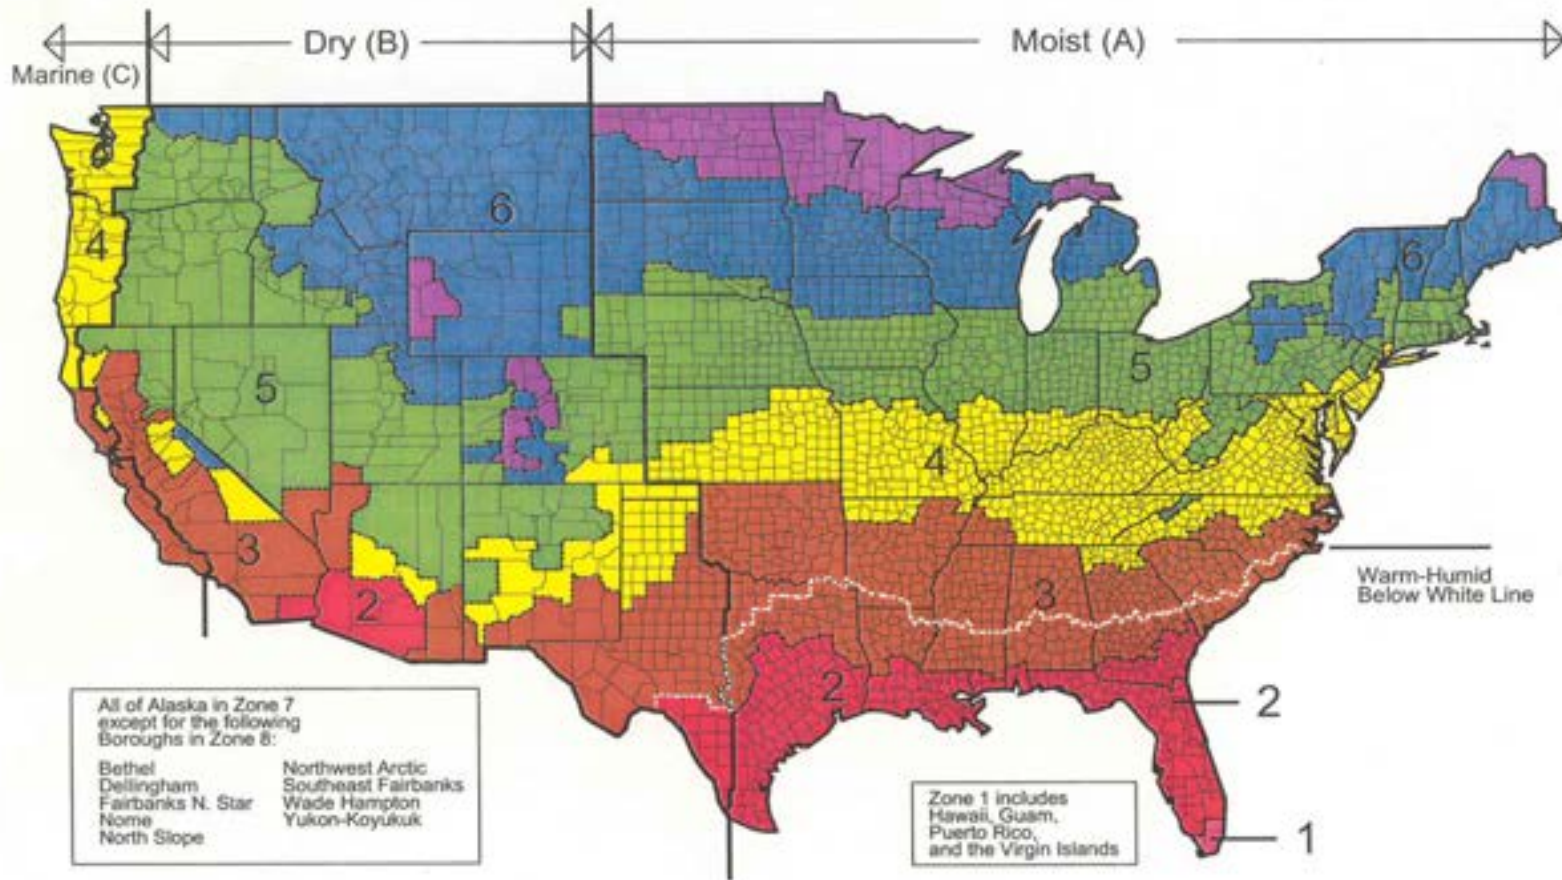 Marine (C)
Dry (B)
Moist (A)
7
6
4
6
5
5
4
3
3
2
2
2
1
Warm-Humid
Below White Line
All of Alaska in Zone 7
except for the following
Boroughs in Zone 8:
Bethel
Dellingham
Fairbanks N. Star
Nome
North Slope
Northwest Arctic
Southeast Fairbanks
Wade Hampton
Yukon-Koyukuk
Zone 1 includes
Hawaii, Guam,
Puerto Rico,
and the Virgin Islands